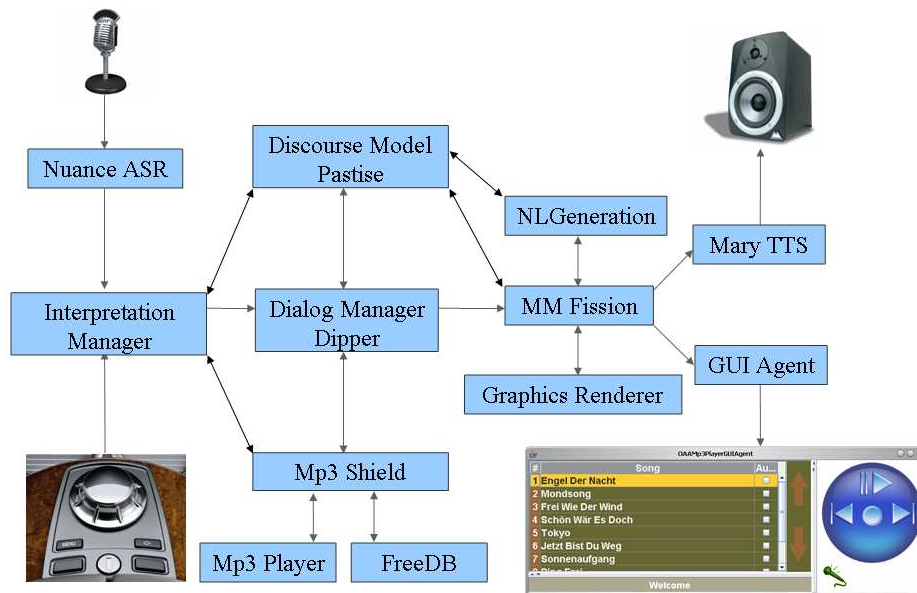 Nuance ASR
Discourse Model
Pastise
NLGeneration
Mary TTS
Interpretation
Manager
Dialog Manager
Dipper
MM Fission
GUI Agent
Graphics Renderer
Mp3 Shield
Mp3 Player
FreeDB
MENU
OAAMp3PlayerGUIAgent
# Song Au...
1 Engel Der Nacht
2 Mondsong
3 Frei Wie Der Wind
4 Schön Wär Es Doch
5 Tokyo
6 Jetzt Bist Du Weg
7 Sonnenaufgang
Welcome